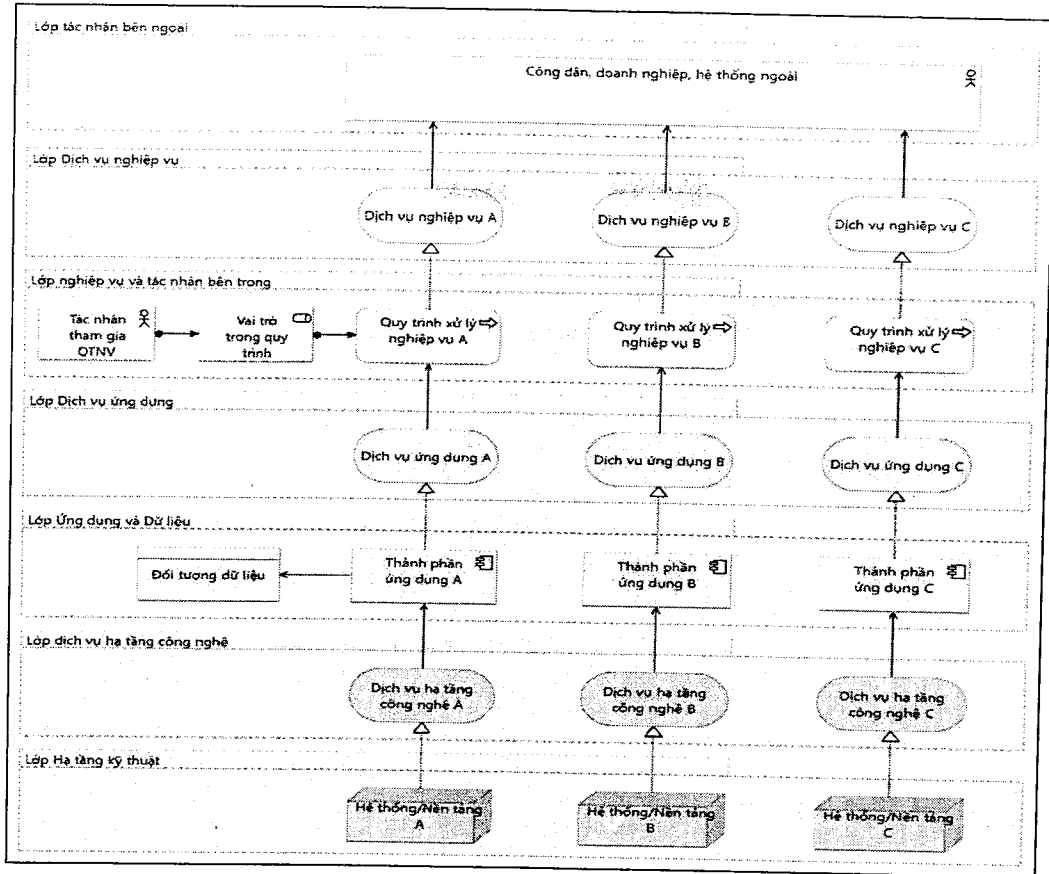 Lớp tác nhân bên ngoài
Công dân, doanh nghiệp, hệ thống ngoài
Lớp Dịch vụ nghiệp vụ
Dịch vụ nghiệp vụ A
Dịch vụ nghiệp vụ B
Dịch vụ nghiệp vụ C
Lớp nghiệp vụ và tác nhân bên trong
Tác nhân
tham gia
QTNV
Vai trò
trong quy
trình
Quy trình xử lý
nghiệp vụ A
Quy trình xử lý
nghiệp vụ B
Quy trình xử lý
nghiệp vụ C
Lớp Dịch vụ ứng dụng
Dịch vụ ứng dụng A
Dịch vụ ứng dụng B
Dịch vụ ứng dụng C
Lớp Ứng dụng và Dữ liệu
Đối tượng dữ liệu
Thành phần
ứng dụng A
Thành phần
ứng dụng B
Thành phần
ứng dụng C
Lớp dịch vụ hạ tầng công nghệ
Dịch vụ hạ tầng
công nghệ A
Dịch vụ hạ tầng
công nghệ B
Dịch vụ hạ tầng
công nghệ C
Lớp Hạ tầng kỹ thuật
Hệ thống/Nền tảng
A
Hệ thống/Nền tảng
B
Hệ thống/Nền tảng
C